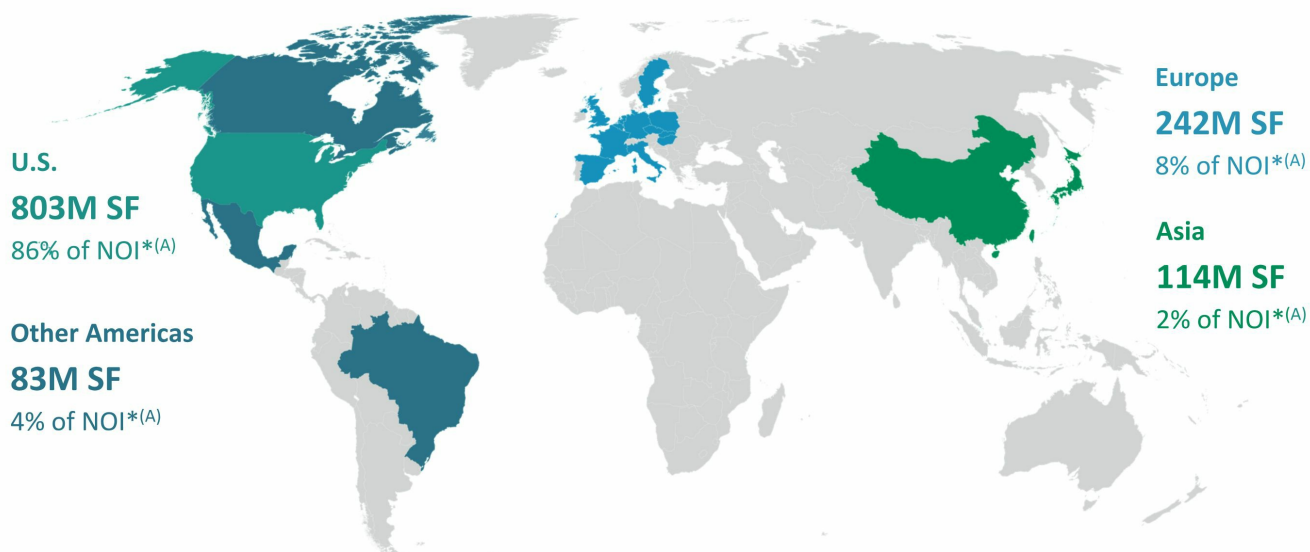 U.S.
803M SF
86% of NOI*(A)
Other Americas
83M SF
4% of NOI*(A)
Europe
242M SF
8% of NOI*(A)
Asia
114M SF
2% of NOI*(A)